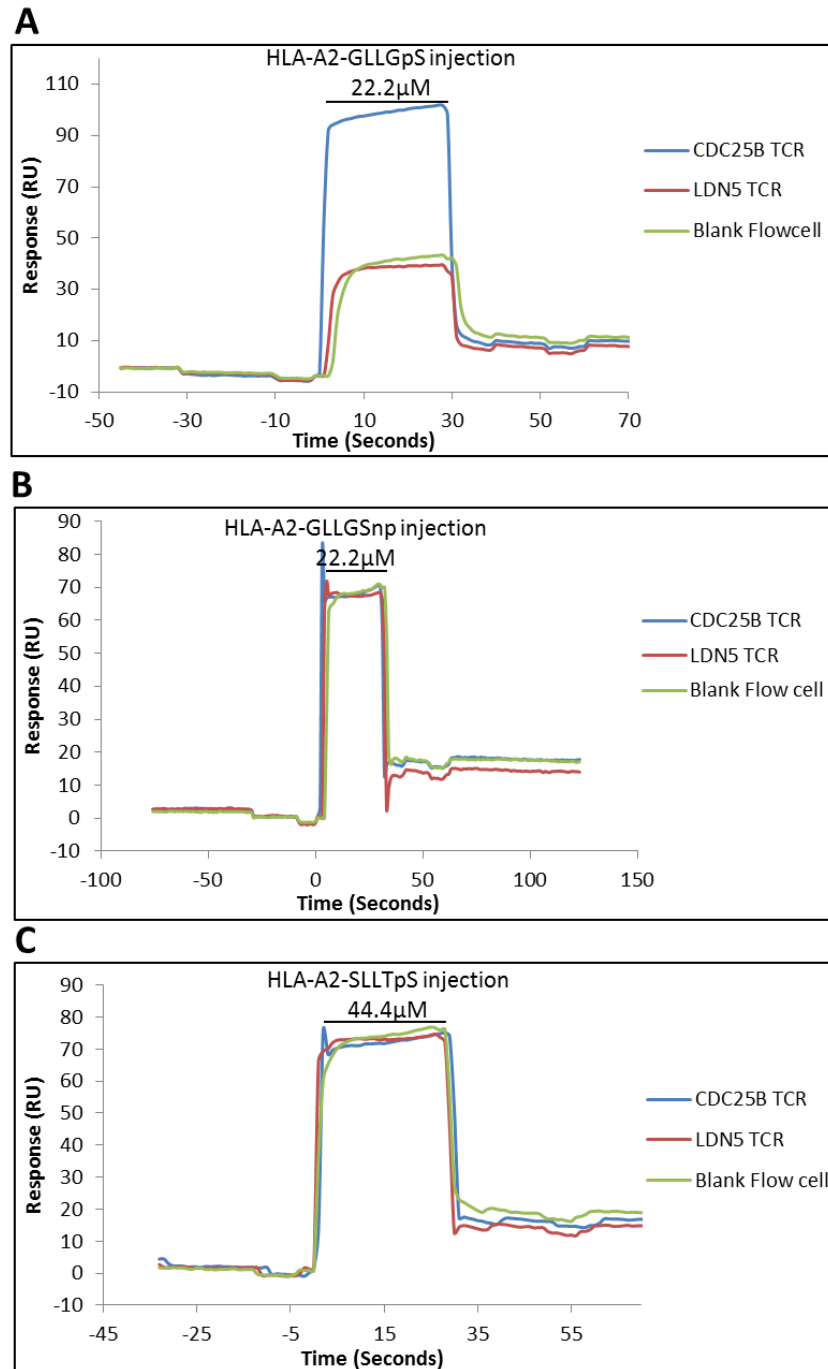 A
HLA-A2-GLLGpS injection
22.2µM
110
90
70
50
30
10
-10
Response (RU)
-50
-30
-10
10
30
50
70
Time (Seconds)
CDC25B TCR
LDN5 TCR
Blank Flowcell
B
HLA-A2-GLLGSnp injection
22.2µM
90
80
70
60
50
40
30
20
10
0
-10
Response (RU)
-100
-50
0
50
100
150
Time (Seconds)
CDC25B TCR
LDN5 TCR
Blank Flow cell
C
HLA-A2-SLLTpS injection
44.4µM
90
80
70
60
50
40
30
20
10
0
-10
Response (RU)
-45
-25
-5
15
35
55
Time (Seconds)
CDC25B TCR
LDN5 TCR
Blank Flow cell